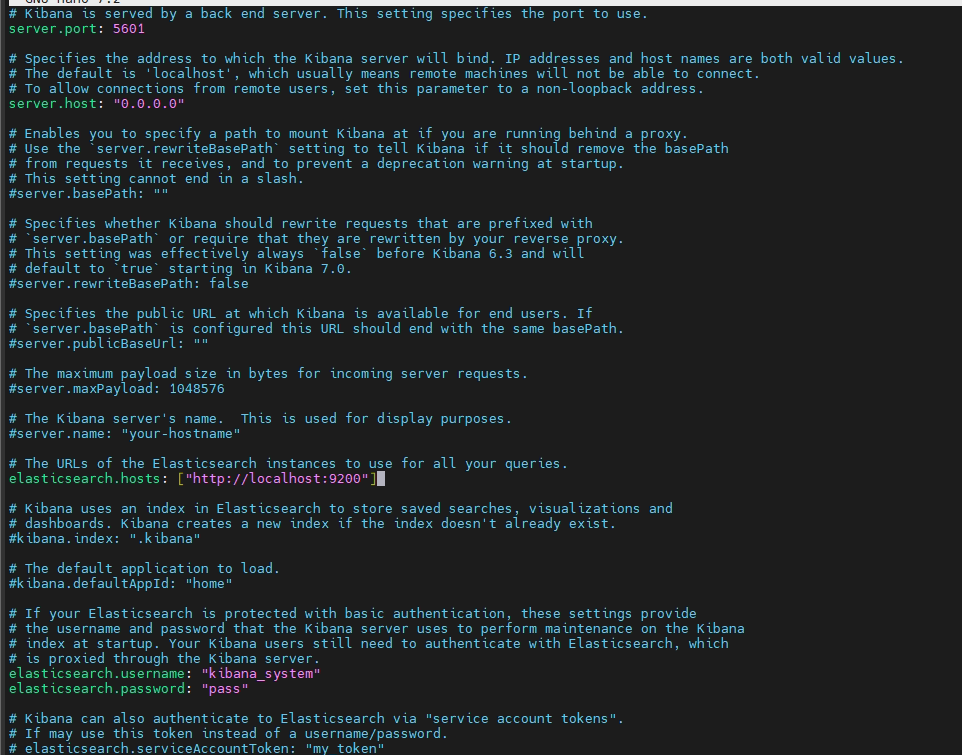 # Kibana is served by a back end server. This setting specifies the port to use.
server.port: 5601
# Specifies the address to which the Kibana server will bind. IP addresses and host names are both valid values.
# The default is 'localhost', which usually means remote machines will not be able to connect.
# To allow connections from remote users, set this parameter to a non-loopback address.
server.host: "0.0.0.0"
# Enables you to specify a path to mount Kibana at if you are running behind a proxy.
# Use the `server.rewriteBasePath` setting to tell Kibana if it should remove the basePath
# from requests it receives, and to prevent a deprecation warning at startup.
# This setting cannot end in a slash.
#server.basePath: ""
# Specifies whether Kibana should rewrite requests that are prefixed with
# `server.basePath` or require that they are rewritten by your reverse proxy.
# This setting was effectively always `false` before Kibana 6.3 and will
# default to `true` starting in Kibana 7.0.
#server.rewriteBasePath: false
# Specifies the public URL at which Kibana is available for end users. If
# `server.basePath` is configured this URL should end with the same basePath.
#server.publicBaseUrl: ""
# The maximum payload size in bytes for incoming server requests.
#server.maxPayload: 1048576
# The Kibana server's name.  This is used for display purposes.
#server.name: "your-hostname"
# The URLs of the Elasticsearch instances to use for all your queries.
elasticsearch.hosts: ["http://localhost:9200"]
# Kibana uses an index in Elasticsearch to store saved searches, visualizations and
# dashboards. Kibana creates a new index if the index doesn't already exist.
#kibana.index: ".kibana"
# The default application to load.
#kibana.defaultAppId: "home"
# If your Elasticsearch is protected with basic authentication, these settings provide
# the username and password that the Kibana server uses to perform maintenance on the Kibana
# index at startup. Your Kibana users still need to authenticate with Elasticsearch, which
# is proxied through the Kibana server.
elasticsearch.username: "kibana_system"
elasticsearch.password: "pass"
# Kibana can also authenticate to Elasticsearch via "service account tokens".
# If may use this token instead of a username/password.
# elasticsearch.serviceAccountToken: "my_token"